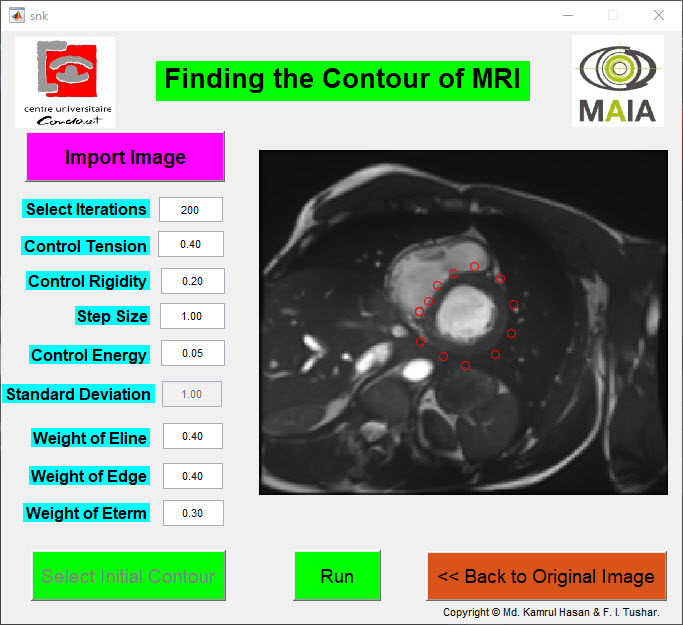 snk
Finding the Contour of MRI
centre universitaire
Condorcet
MAIA
Import Image
Select Iterations 200
Control Tension 0.40
Control Rigidity 0.20
Step Size 1.00
Control Energy 0.05
Standard Deviation 1.00
Weight of Eline 0.40
Weight of Edge 0.40
Weight of Eterm 0.30
Select Initial Contour Run << Back to Original Image
Copyright © Md. Kamrul Hasan & F. I. Tushar.